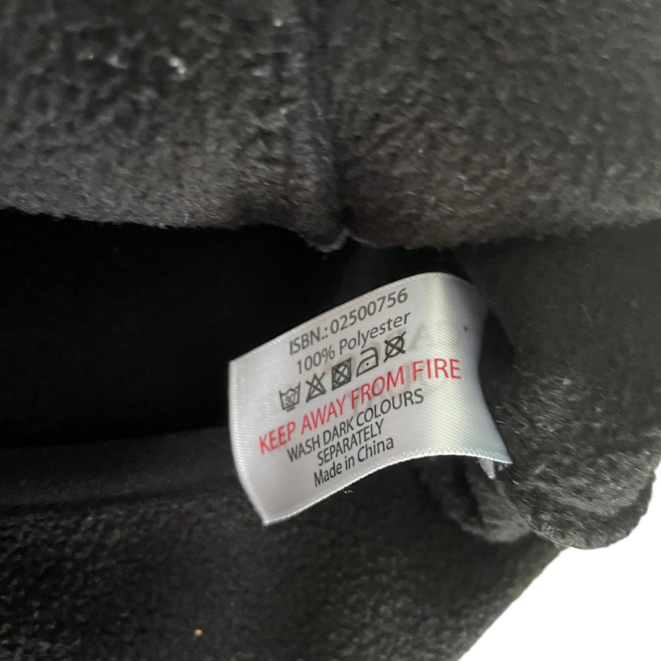 ISBN.: 02500756
100% Polyester
KEEP AWAY FROM FIRE
WASH DARK COLOURS
SEPARATELY
Made in China